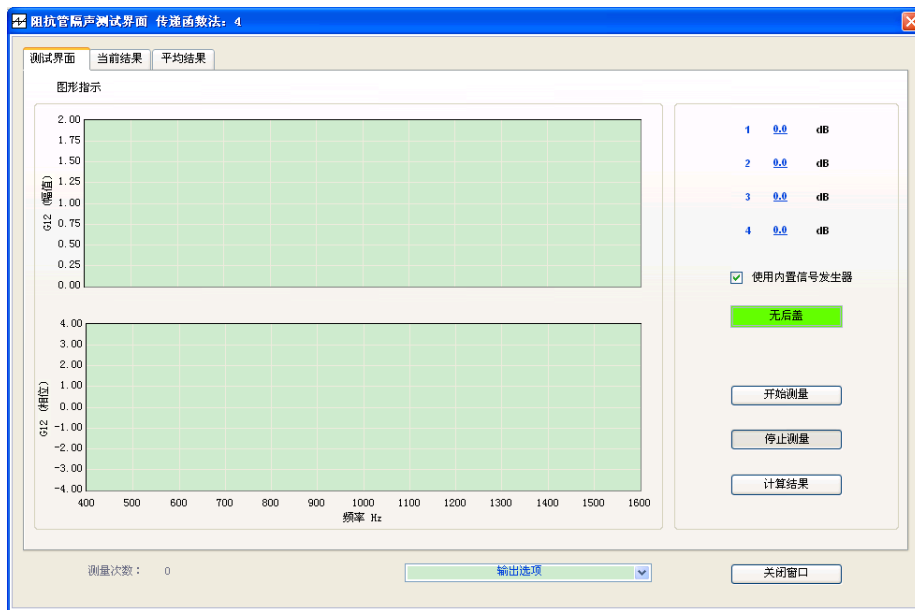 阻抗管隔声测试界面 传递函数法：4
测试界面 当前结果 平均结果
图形指示
G12 (幅值)
2.00
1.75
1.50
1.25
1.00
0.75
0.50
0.25
0.00
G12 (相位)
4.00
3.00
2.00
1.00
0.00
-1.00
-2.00
-3.00
-4.00
400 500 600 700 800 900 1000 1100 1200 1300 1400 1500 1600
频率 Hz
1 0.0 dB
2 0.0 dB
3 0.0 dB
4 0.0 dB
使用内置信号发生器
无后盖
开始测量
停止测量
计算结果
测量次数： 0
输出选项
关闭窗口